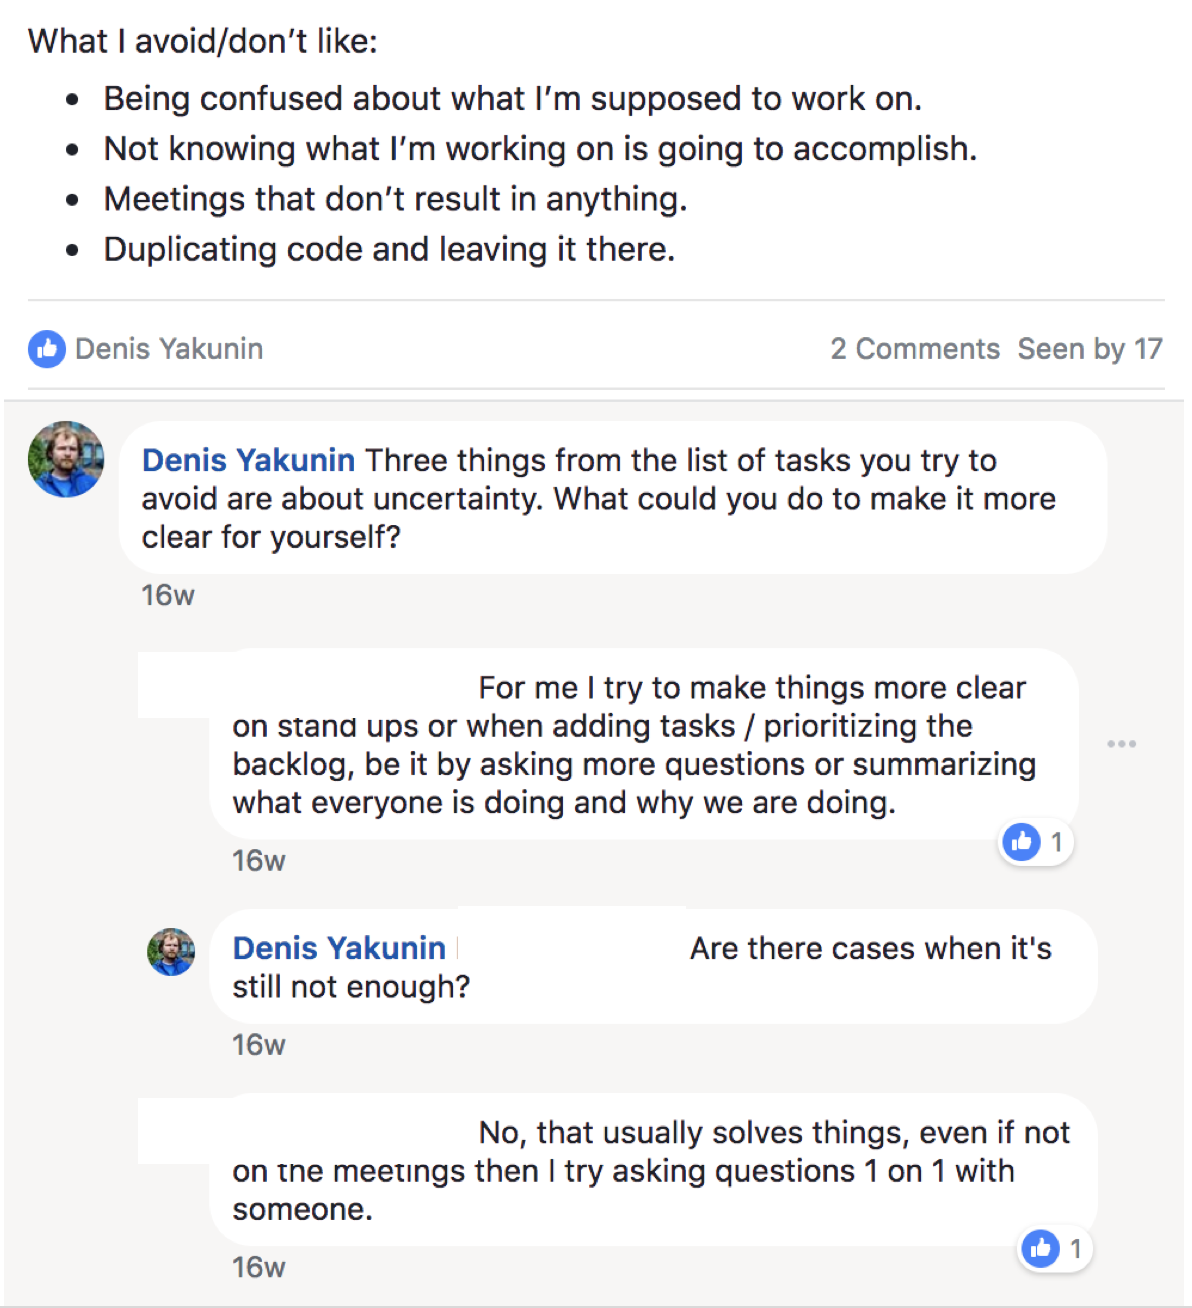 What I avoid/don’t like:
• Being confused about what I’m supposed to work on.
• Not knowing what I’m working on is going to accomplish.
• Meetings that don’t result in anything.
• Duplicating code and leaving it there.
Denis Yakunin 2 Comments Seen by 17
Denis Yakunin Three things from the list of tasks you try to
avoid are about uncertainty. What could you do to make it more
clear for yourself?
16w
For me I try to make things more clear
on stand ups or when adding tasks / prioritizing the
backlog, be it by asking more questions or summarizing
what everyone is doing and why we are doing.
1
16w
Denis Yakunin Are there cases when it's
still not enough?
16w
No, that usually solves things, even if not
on the meetings then I try asking questions 1 on 1 with
someone.
1
16w